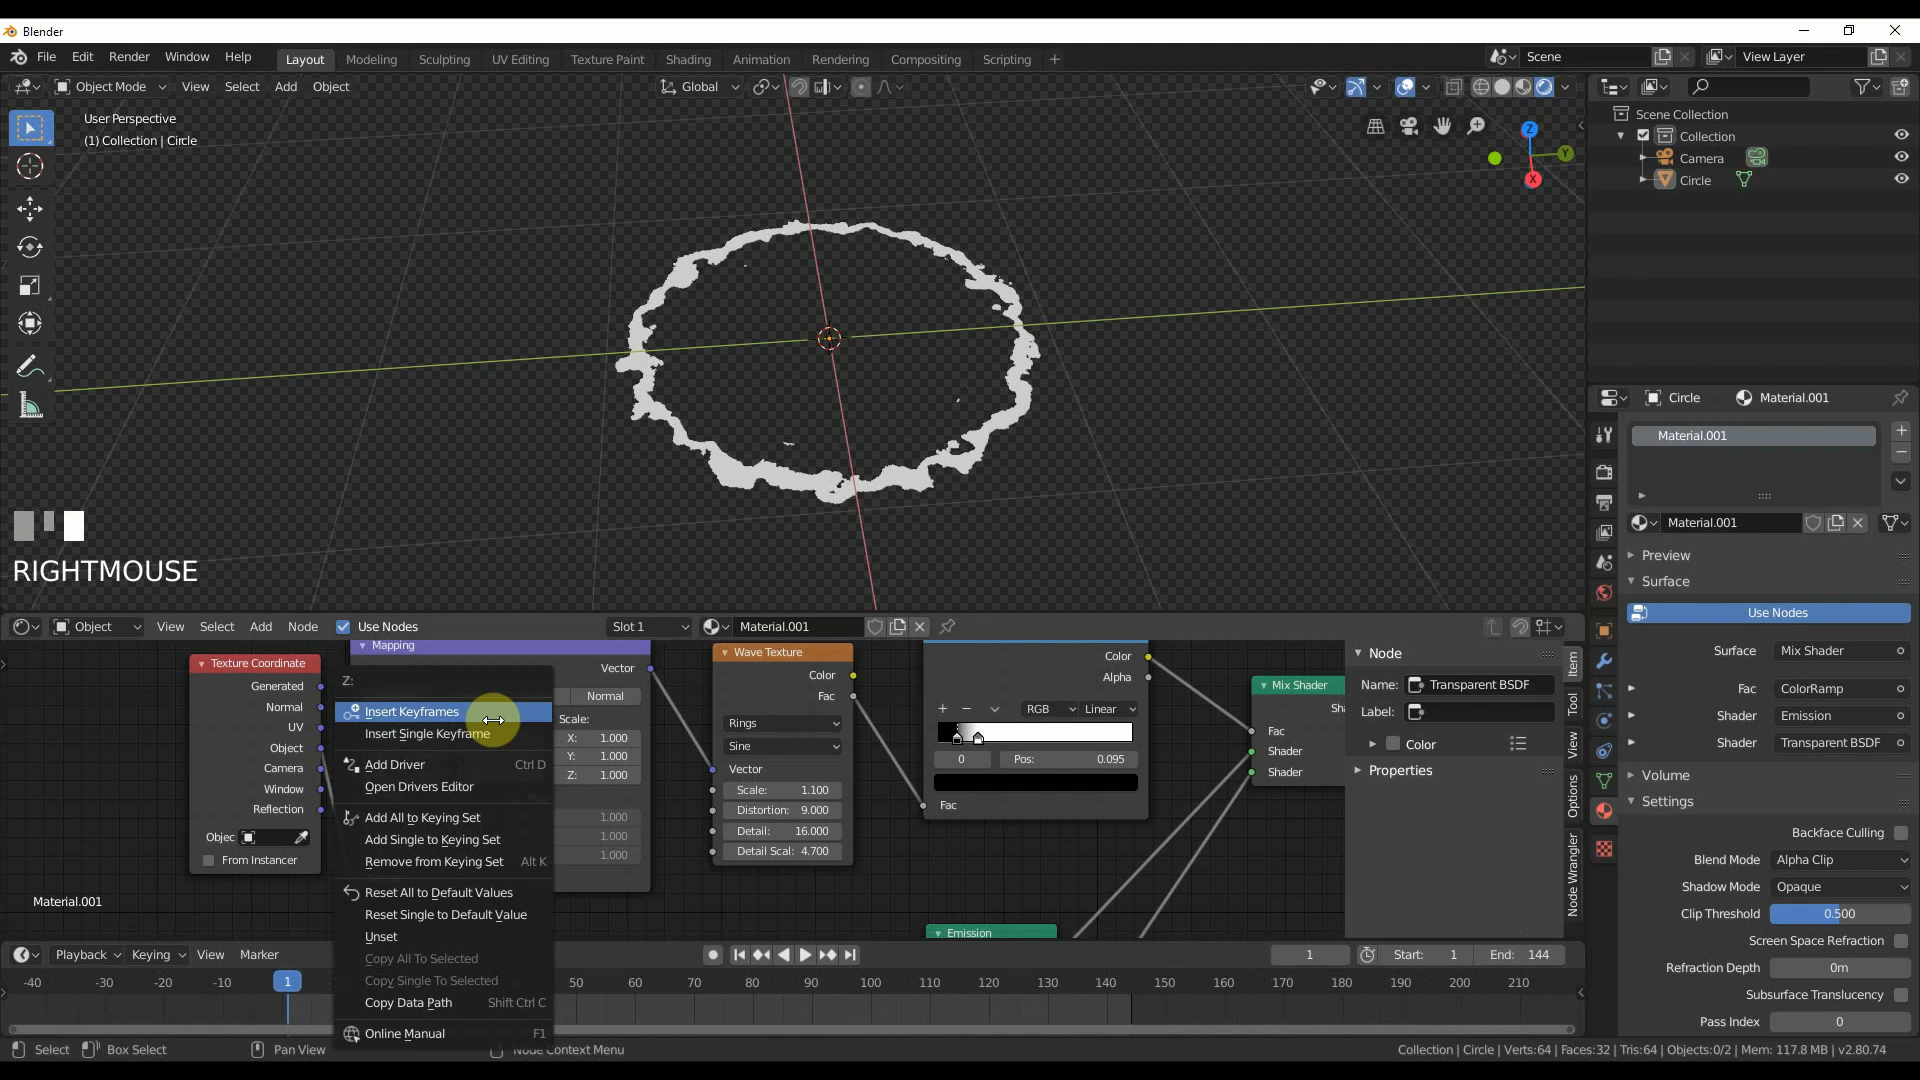 Blender
File Edit Render Window Help
Layout Modeling Sculpting UV Editing Texture Paint Shading Animation Rendering Compositing Scripting +
Scene
View Layer
Object Mode View Select Add Object
Global
User Perspective
(1) Collection | Circle
Z
Y
X
RIGHTMOUSE
Scene Collection
Collection
Camera
Circle
Circle
Material.001
Material.001
Material.001
Preview
Surface
Use Nodes
Surface Mix Shader
Fac ColorRamp
Shader Emission
Shader Transparent BSDF
Volume
Settings
Backface Culling
Blend Mode Alpha Clip
Shadow Mode Opaque
Clip Threshold 0.500
Screen Space Refraction
Refraction Depth 0m
Subsurface Translucency
Pass Index 0
Object View Select Add Node Use Nodes Slot 1 Material.001
Texture Coordinate
Generated
Normal
UV
Object
Camera
Window
Reflection
Objec
From Instancer
Material.001
Mapping
Vector
Normal
Scale:
X: 1.000
Y: 1.000
Z: 1.000
1.000
1.000
1.000
Z:
Insert Keyframes
Insert Single Keyframe
Add Driver Ctrl D
Open Drivers Editor
Add All to Keying Set
Add Single to Keying Set
Remove from Keying Set Alt K
Reset All to Default Values
Reset Single to Default Value
Unset
Copy All To Selected
Copy Single To Selected
Copy Data Path Shift Ctrl C
Online Manual F1
Wave Texture
Color
Fac
Rings
Sine
Vector
Scale: 1.100
Distortion: 9.000
Detail: 16.000
Detail Scal: 4.700
Color
Alpha
+ − RGB Linear
0 Pos: 0.095
Fac
Emission
Mix Shader
Sha
Fac
Shader
Shader
Node
Name: Transparent BSDF
Label:
Color
Properties
Item
Tool
View
Options
Node Wrangler
Playback Keying View Marker
1 Start: 1 End: 144
-40 -20 -10 1 50 60 70 80 90 100 110 120 130 140 150 160 170 180 190 200 210
Select Box Select Pan View Node Context Menu
Collection | Circle | Verts:64 | Faces:32 | Tris:64 | Objects:0/2 | Mem: 117.8 MB | v2.80.74